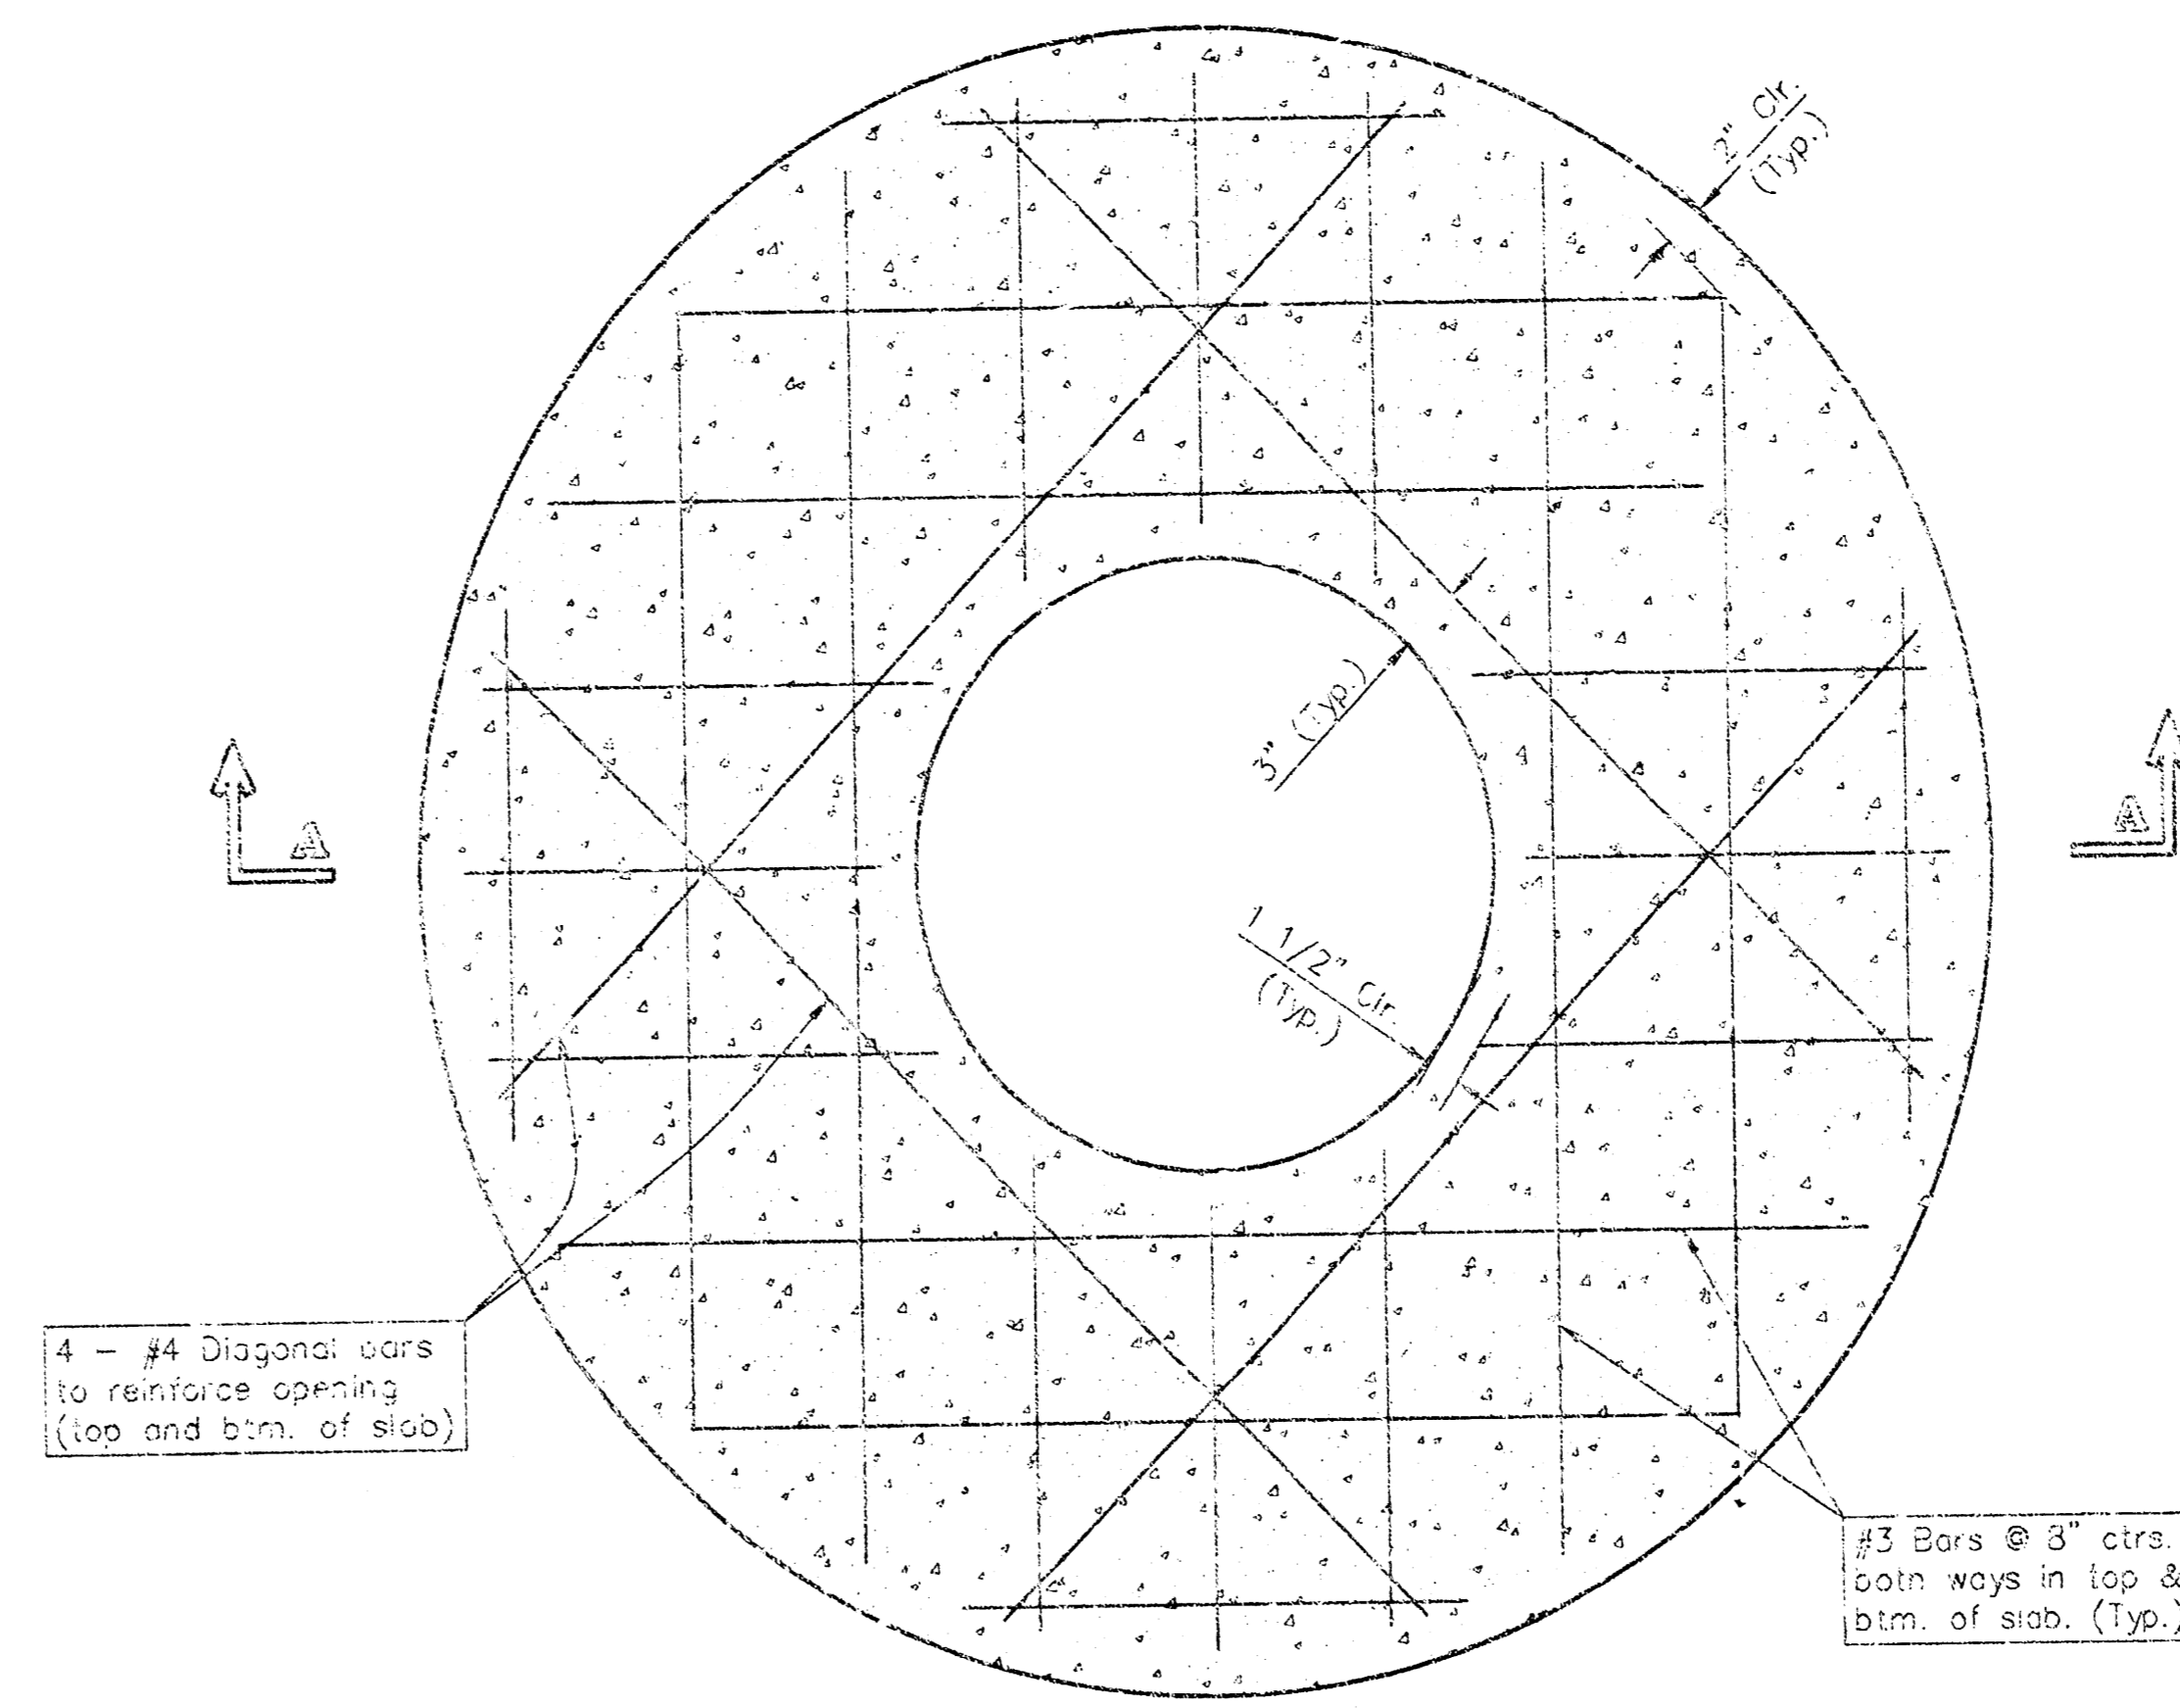 2" Clr.
(Typ.)
3" (Typ.)
A
A
1 1/2" Clr.
(Typ.)
4 - #4 Diagonal bars
to reinforce opening
(top and btm. of slab)
#3 Bars @ 8" ctrs.
both ways in top &
btm. of slab. (Typ.)